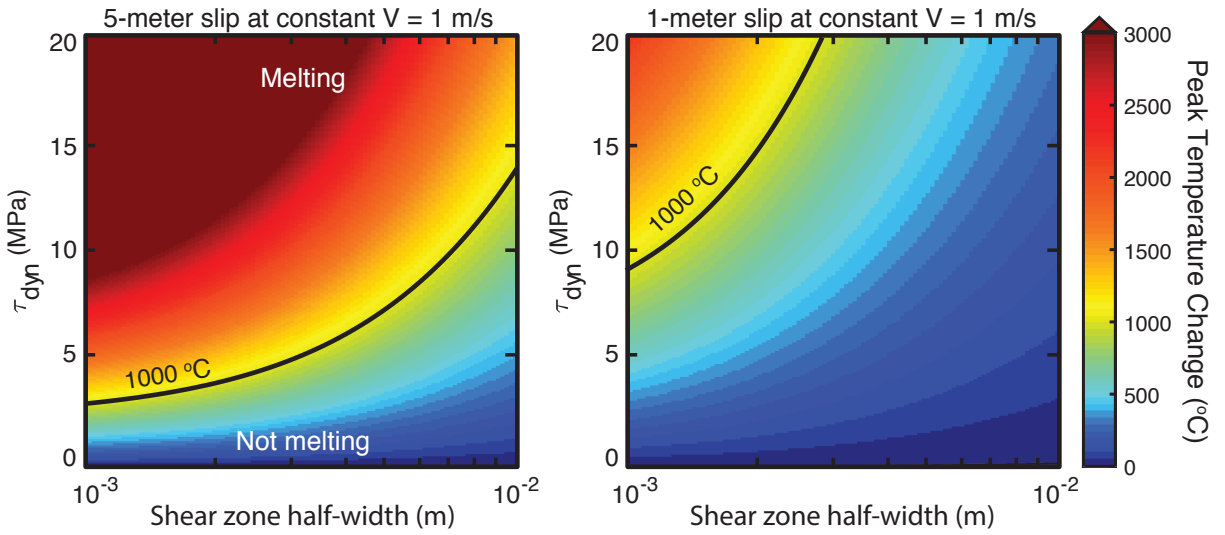 5-meter slip at constant V = 1 m/s
20
15
10
5
0
τdyn (MPa)
Melting
1000 ºC
Not melting
10⁻³
10⁻²
Shear zone half-width (m)
1-meter slip at constant V = 1 m/s
20
15
10
5
0
τdyn (MPa)
1000 ºC
10⁻³
10⁻²
Shear zone half-width (m)
3000
2500
2000
1500
1000
500
0
Peak Temperature Change (ºC)